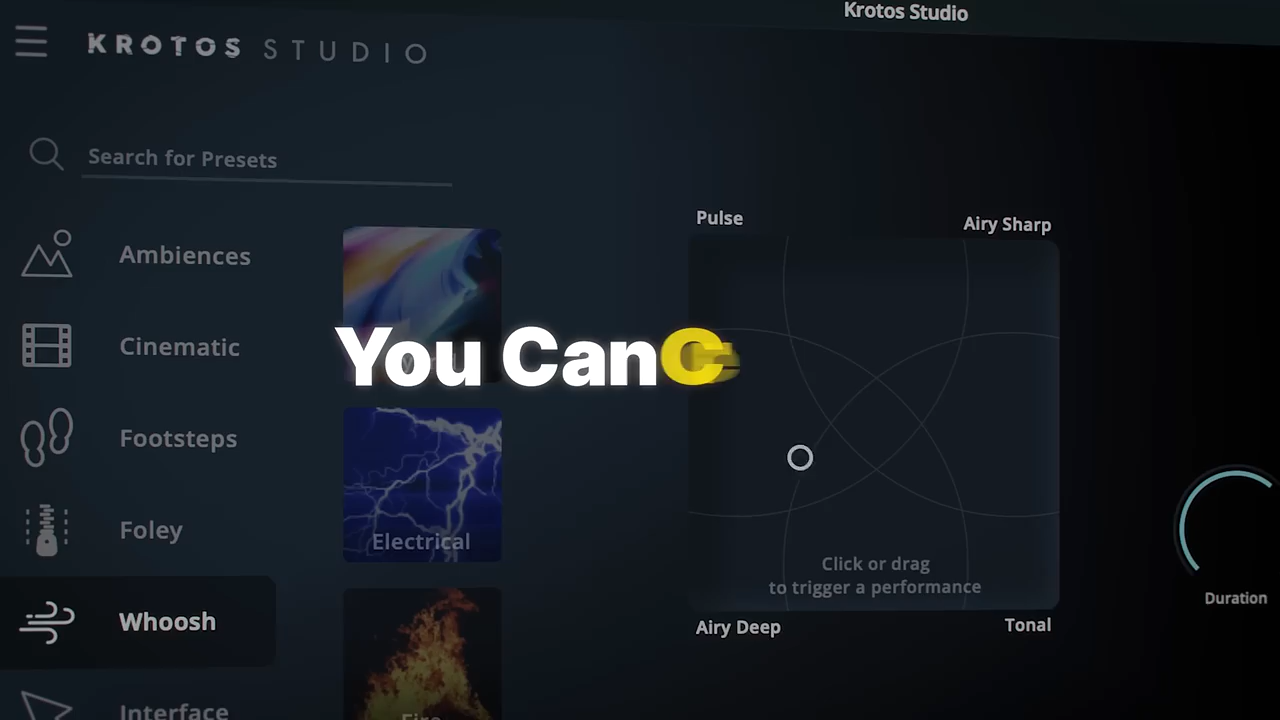 Krotos Studio
KROTOS STUDIO
Search for Presets
Ambiences
Cinematic
Footsteps
Foley
Whoosh
Interface
Electrical
Fire
You Can
Pulse
Airy Sharp
Click or drag
to trigger a performance
Airy Deep
Tonal
Duration